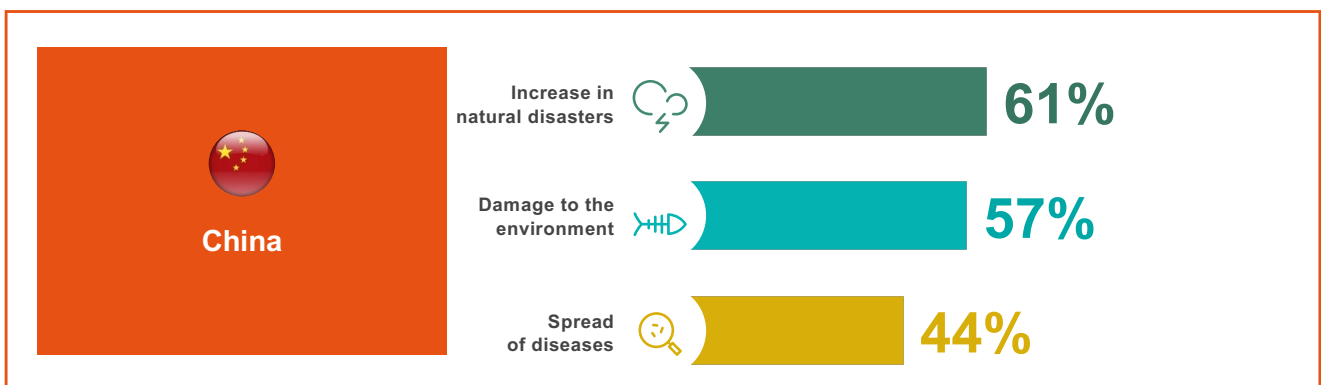 China
Increase in
natural disasters
61%
Damage to the
environment
57%
Spread
of diseases
44%